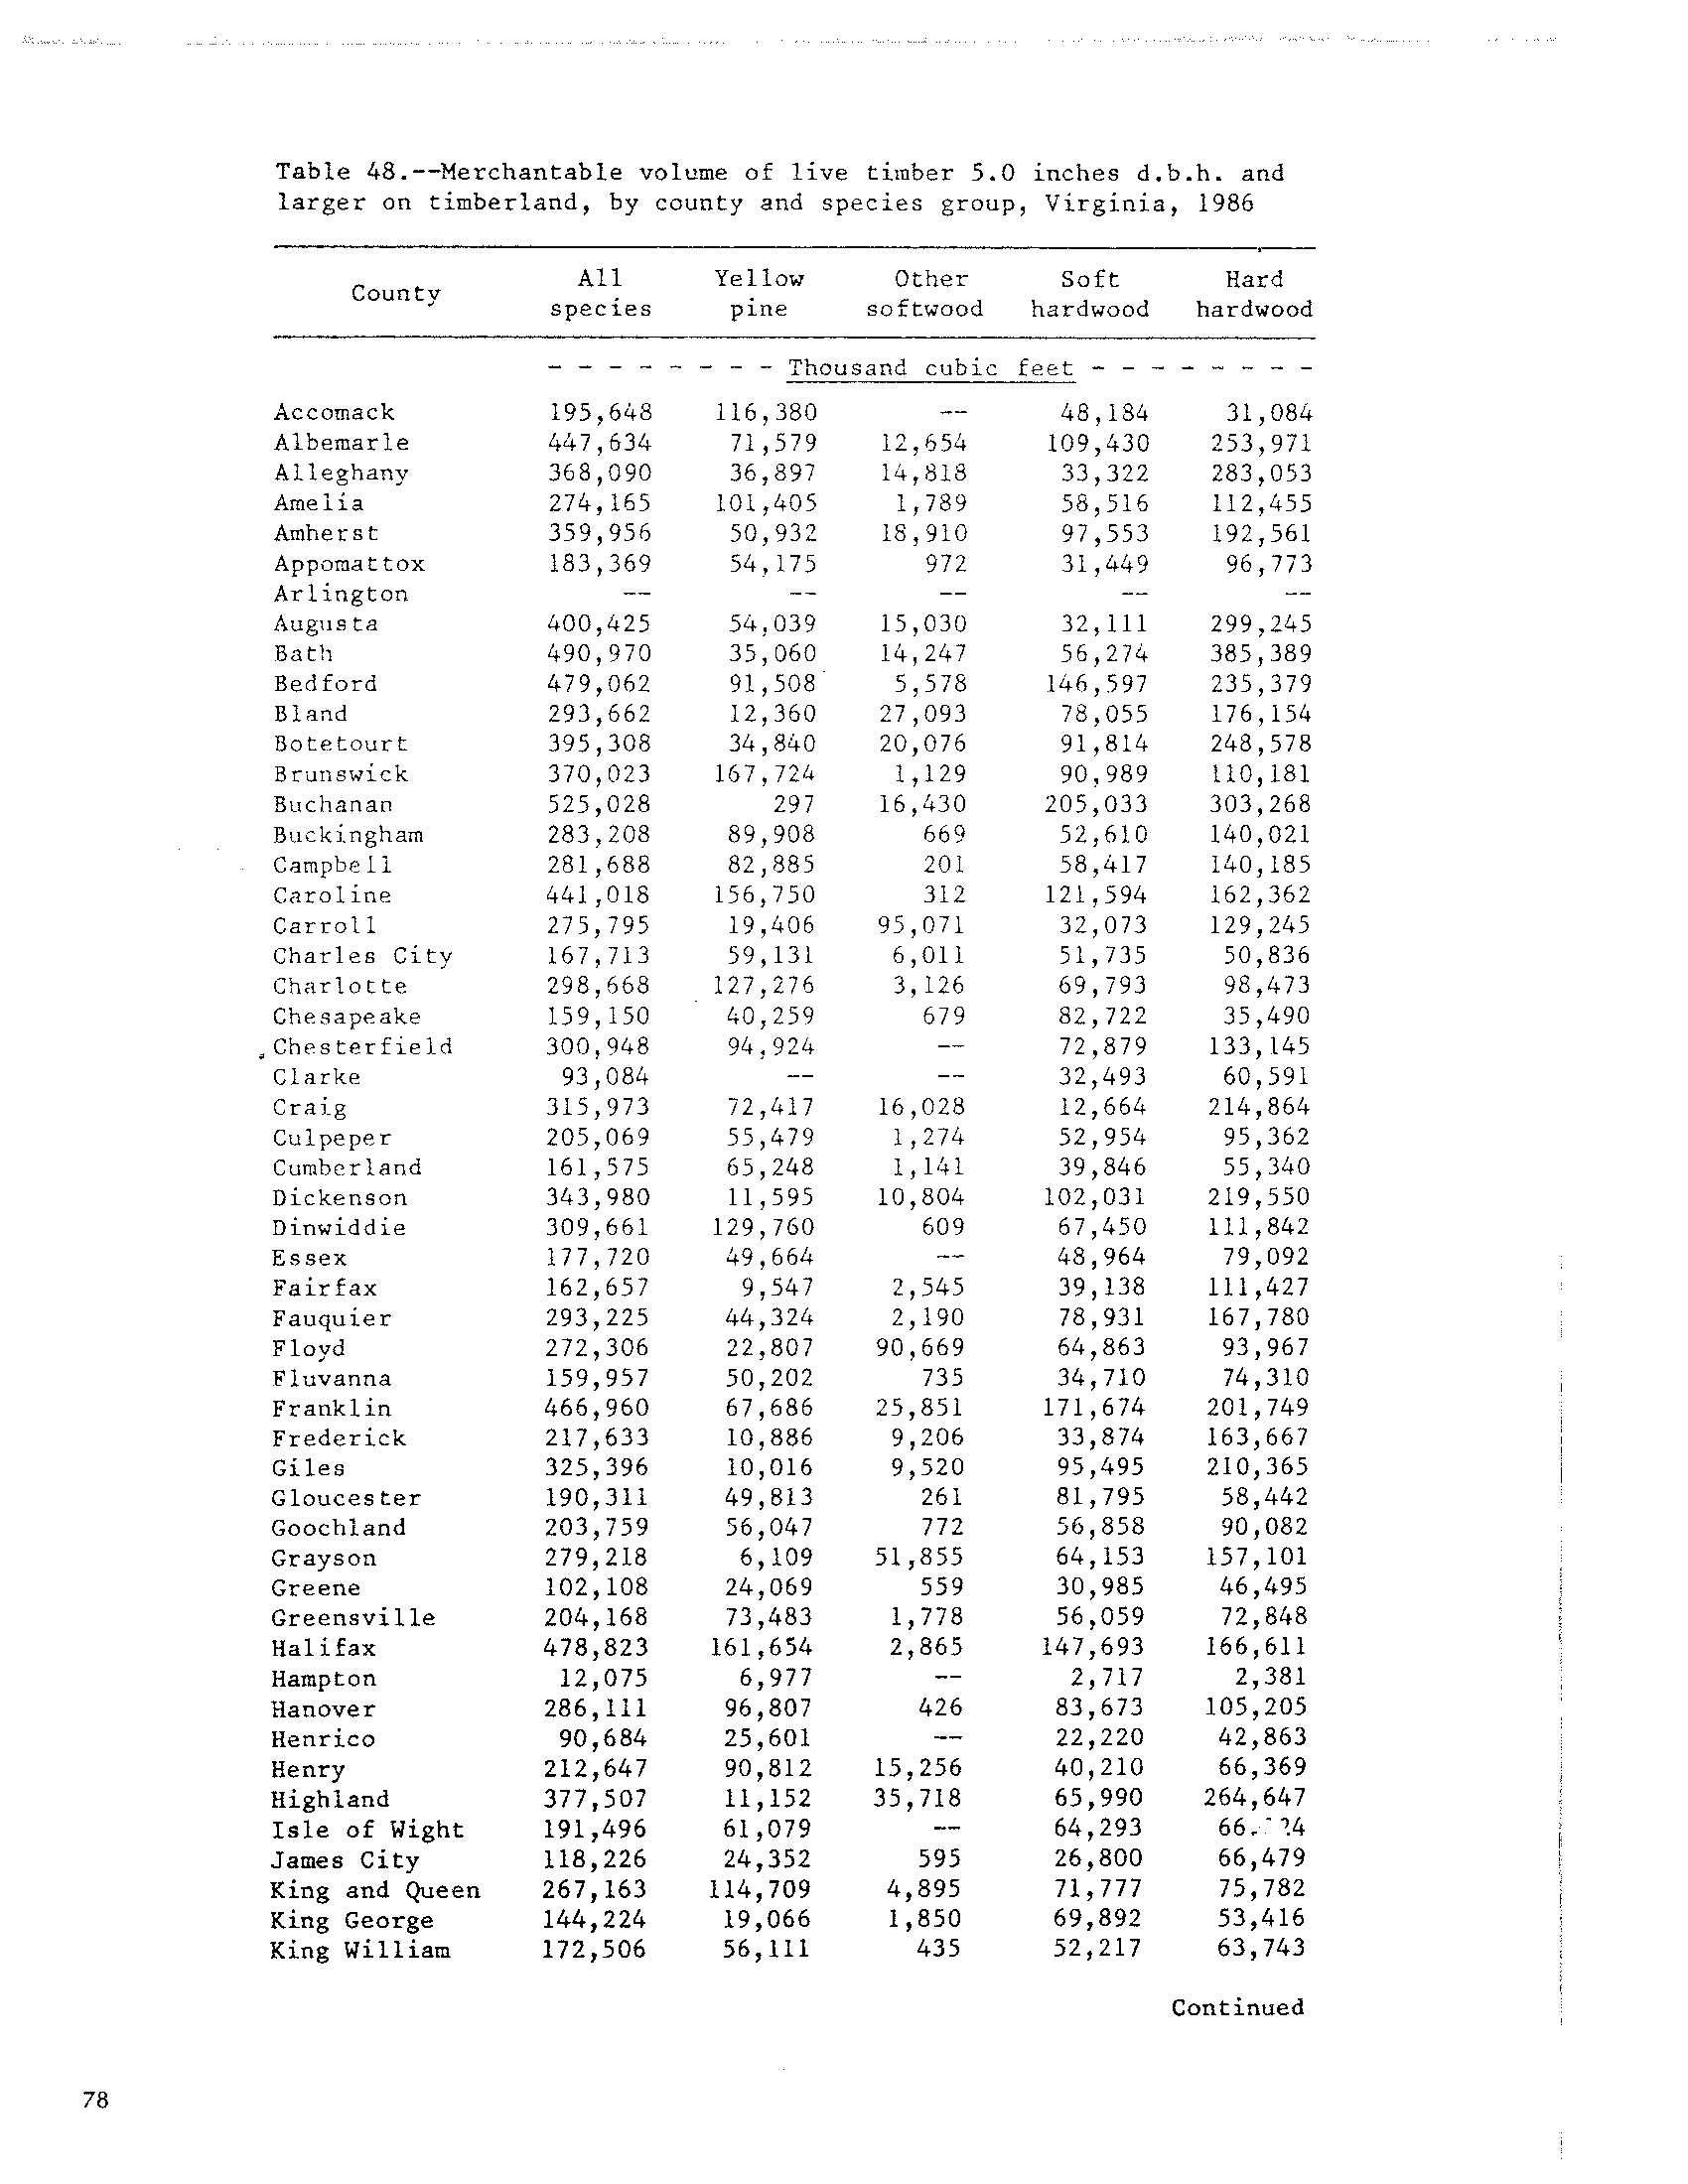 Table 48.--Merchantable volume of live timber 5.0 inches d.b.h. and
larger on timberland, by county and species group, Virginia, 1986
County All species Yellow pine Other softwood Soft hardwood Hard hardwood
- - - - - - - - Thousand cubic feet - - - - - - - -
Accomack 195,648 116,380 -- 48,184 31,084
Albemarle 447,634 71,579 12,654 109,430 253,971
Alleghany 368,090 36,897 14,818 33,322 283,053
Amelia 274,165 101,405 1,789 58,516 112,455
Amherst 359,956 50,932 18,910 97,553 192,561
Appomattox 183,369 54,175 972 31,449 96,773
Arlington -- -- -- -- --
Augusta 400,425 54,039 15,030 32,111 299,245
Bath 490,970 35,060 14,247 56,274 385,389
Bedford 479,062 91,508 5,578 146,597 235,379
Bland 293,662 12,360 27,093 78,055 176,154
Botetourt 395,308 34,840 20,076 91,814 248,578
Brunswick 370,023 167,724 1,129 90,989 110,181
Buchanan 525,028 297 16,430 205,033 303,268
Buckingham 283,208 89,908 669 52,610 140,021
Campbell 281,688 82,885 201 58,417 140,185
Caroline 441,018 156,750 312 121,594 162,362
Carroll 275,795 19,406 95,071 32,073 129,245
Charles City 167,713 59,131 6,011 51,735 50,836
Charlotte 298,668 127,276 3,126 69,793 98,473
Chesapeake 159,150 40,259 679 82,722 35,490
Chesterfield 300,948 94,924 -- 72,879 133,145
Clarke 93,084 -- -- 32,493 60,591
Craig 315,973 72,417 16,028 12,664 214,864
Culpeper 205,069 55,479 1,274 52,954 95,362
Cumberland 161,575 65,248 1,141 39,846 55,340
Dickenson 343,980 11,595 10,804 102,031 219,550
Dinwiddie 309,661 129,760 609 67,450 111,842
Essex 177,720 49,664 -- 48,964 79,092
Fairfax 162,657 9,547 2,545 39,138 111,427
Fauquier 293,225 44,324 2,190 78,931 167,780
Floyd 272,306 22,807 90,669 64,863 93,967
Fluvanna 159,957 50,202 735 34,710 74,310
Franklin 466,960 67,686 25,851 171,674 201,749
Frederick 217,633 10,886 9,206 33,874 163,667
Giles 325,396 10,016 9,520 95,495 210,365
Gloucester 190,311 49,813 261 81,795 58,442
Goochland 203,759 56,047 772 56,858 90,082
Grayson 279,218 6,109 51,855 64,153 157,101
Greene 102,108 24,069 559 30,985 46,495
Greensville 204,168 73,483 1,778 56,059 72,848
Halifax 478,823 161,654 2,865 147,693 166,611
Hampton 12,075 6,977 -- 2,717 2,381
Hanover 286,111 96,807 426 83,673 105,205
Henrico 90,684 25,601 -- 22,220 42,863
Henry 212,647 90,812 15,256 40,210 66,369
Highland 377,507 11,152 35,718 65,990 264,647
Isle of Wight 191,496 61,079 -- 64,293
James City 118,226 24,352 595 26,800 66,479
King and Queen 267,163 114,709 4,895 71,777 75,782
King George 144,224 19,066 1,850 69,892 53,416
King William 172,506 56,111 435 52,217 63,743
Continued
78